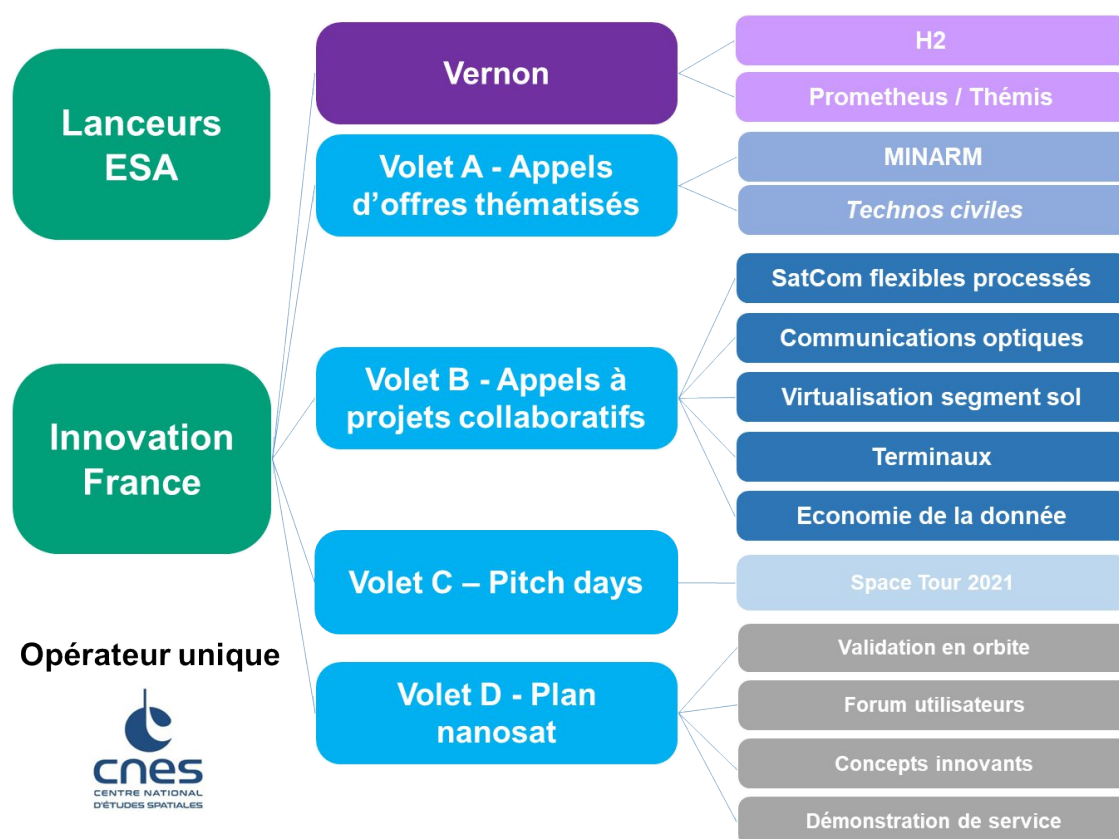 Lanceurs
ESA
Innovation
France
Opérateur unique
cnes
CENTRE NATIONAL
D'ÉTUDES SPATIALES
Vernon
Volet A - Appels
d'offres thématisés
Volet B - Appels à
projets collaboratifs
Volet C – Pitch days
Volet D - Plan
nanosat
H2
Prometheus / Thémis
MINARM
Technos civiles
SatCom flexibles processés
Communications optiques
Virtualisation segment sol
Terminaux
Economie de la donnée
Space Tour 2021
Validation en orbite
Forum utilisateurs
Concepts innovants
Démonstration de service